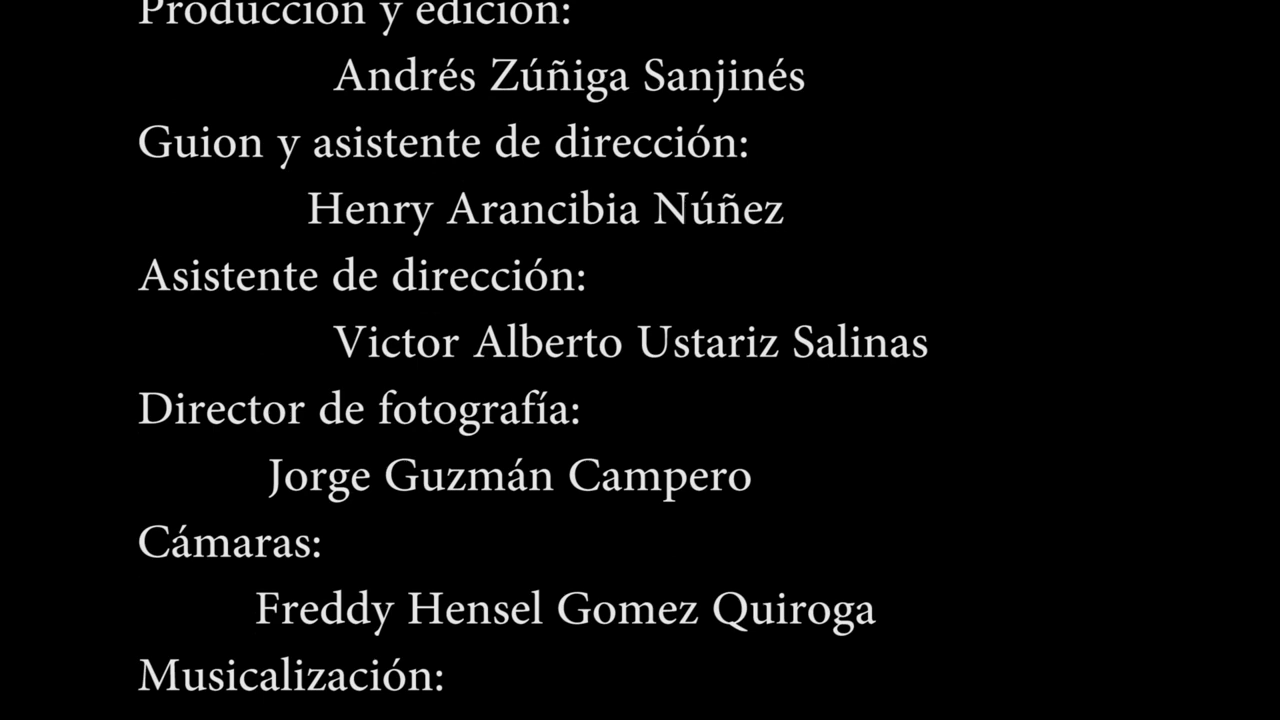 Producción y edición:
Andrés Zúñiga Sanjinés
Guion y asistente de dirección:
Henry Arancibia Núñez
Asistente de dirección:
Victor Alberto Ustariz Salinas
Director de fotografía:
Jorge Guzmán Campero
Cámaras:
Freddy Hensel Gomez Quiroga
Musicalización: